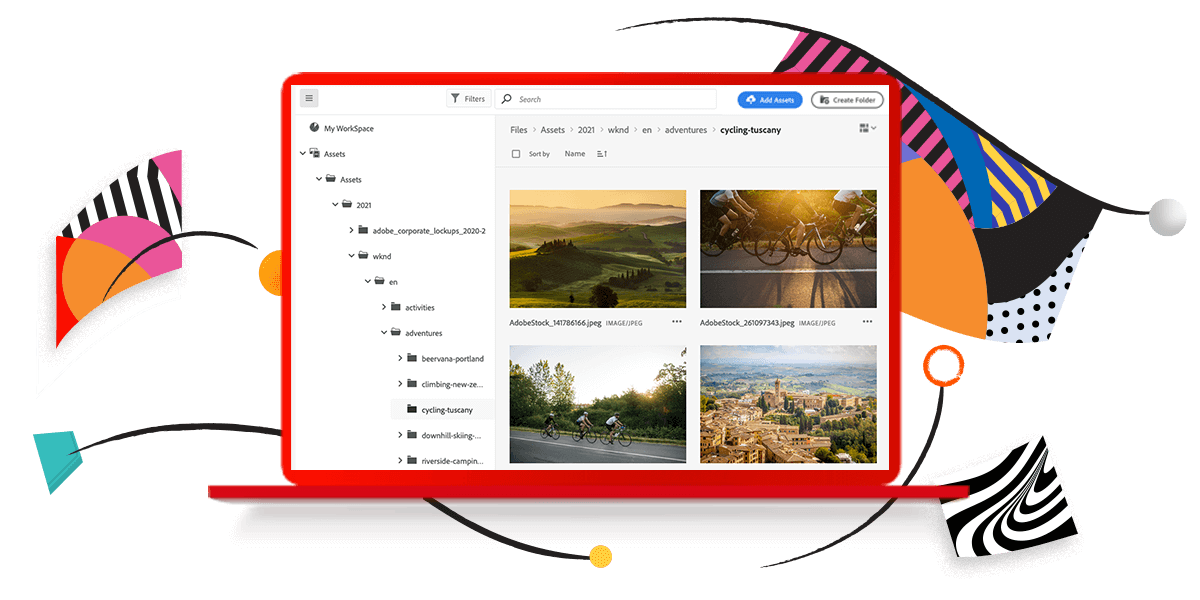 Filters
Search
Add Assets
Create Folder
My WorkSpace
Assets
Assets
2021
adobe_corporate_lockups_2020-2
wknd
en
activities
adventures
beervana-portland
climbing-new-ze...
cycling-tuscany
downhill-skiing-...
riverside-campin...
Files > Assets > 2021 > wknd > en > adventures > cycling-tuscany
Sort by Name
AdobeStock_141786166.jpeg IMAGE/JPEG
AdobeStock_261097343.jpeg IMAGE/JPEG